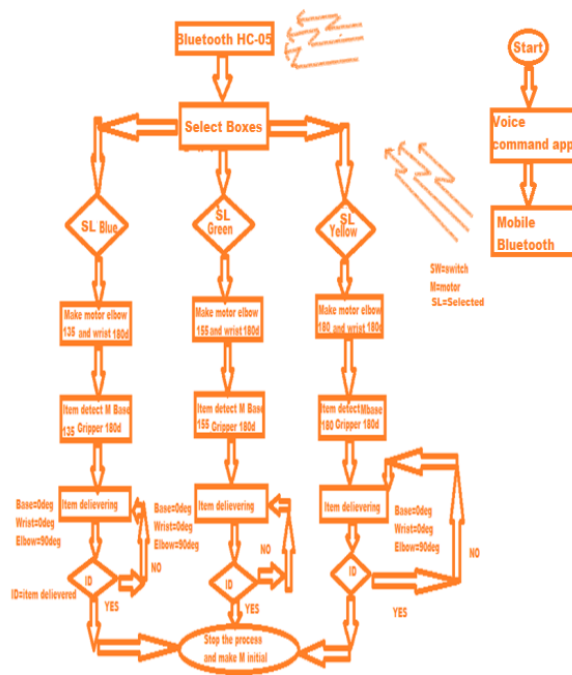 Bluetooth HC-05
Start
Select Boxes
Voice
command app
Mobile
Bluetooth
SL Blue
SL
Green
SL
Yellow
SW=switch
M=motor
SL=Selected
Make motor elbow
135 and wrist 180d
Make motor elbow
155 and wrist 180d
Make motor elbow
180 and wrist 180d
Item detect M Base
135 Gripper 180d
Item detect M Base
155 Gripper 180d
Item detect Mbase
180 Gripper 180d
Item delievering
Base=0deg
Wrist=0deg
Elbow=90deg
Item delievering
Base=0deg
Wrist=0deg
Elbow=90deg
Item delievering
Base=0deg
Wrist=0deg
Elbow=90deg
ID
NO
YES
ID=item delivered
ID
NO
YES
ID
NO
YES
Stop the process
and make M initial